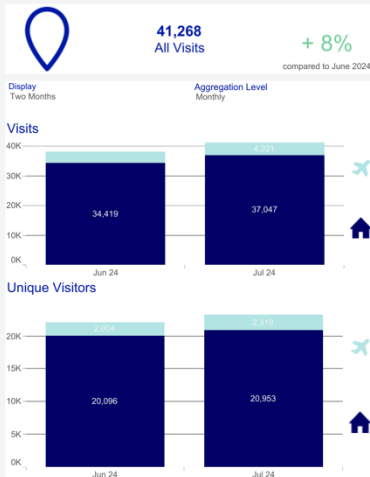 41,268
All Visits
+ 8%
compared to June 2024
Display
Two Months
Aggregation Level
Monthly
Visits
40K
30K
20K
10K
0K
4,221
34,419
37,047
Jun 24
Jul 24
Unique Visitors
20K
15K
10K
5K
0K
2,004
2,319
20,096
20,953
Jun 24
Jul 24